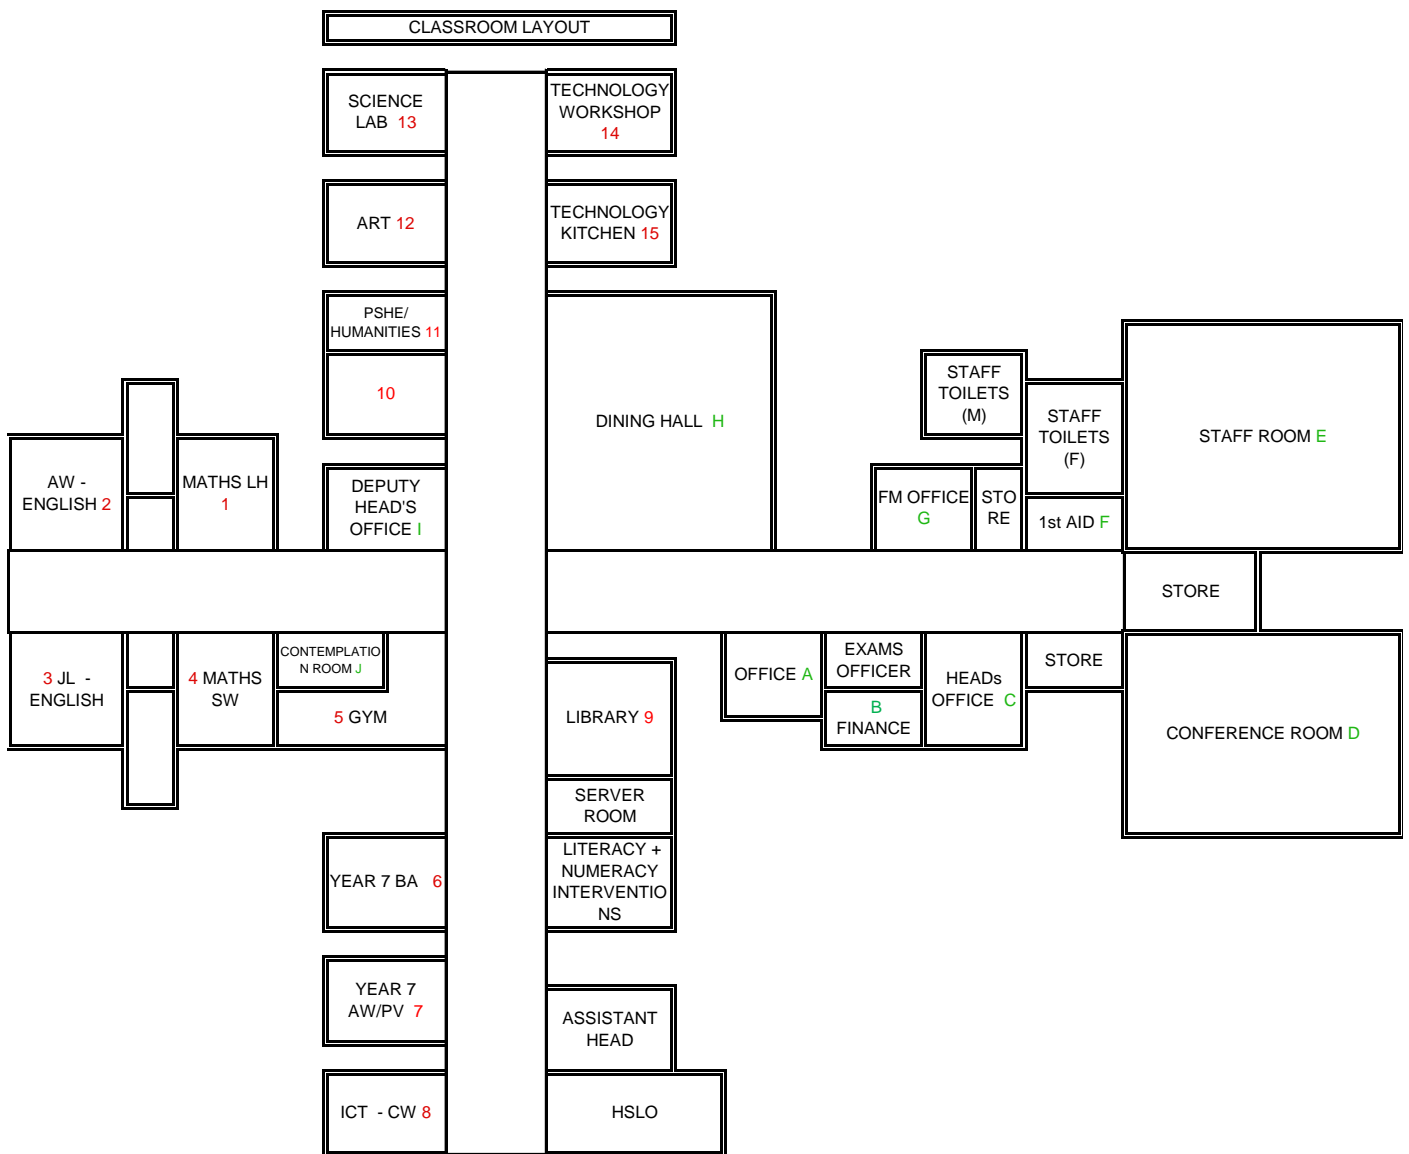 CLASSROOM LAYOUT
SCIENCE
LAB 13
TECHNOLOGY
WORKSHOP
14
ART 12
TECHNOLOGY
KITCHEN 15
PSHE/
HUMANITIES 11
10
DINING HALL H
STAFF
TOILETS
(M)
STAFF
TOILETS
(F)
STAFF ROOM E
AW -
ENGLISH 2
MATHS LH
1
DEPUTY
HEAD'S
OFFICE I
FM OFFICE
G
STO
RE
1st AID F
STORE
3 JL -
ENGLISH
4 MATHS
SW
CONTEMPLATIO
N ROOM J
5 GYM
LIBRARY 9
OFFICE A
EXAMS
OFFICER
B
FINANCE
HEADs
OFFICE C
STORE
CONFERENCE ROOM D
SERVER
ROOM
YEAR 7 BA 6
LITERACY +
NUMERACY
INTERVENTIO
NS
YEAR 7
AW/PV 7
ASSISTANT
HEAD
ICT - CW 8
HSLO